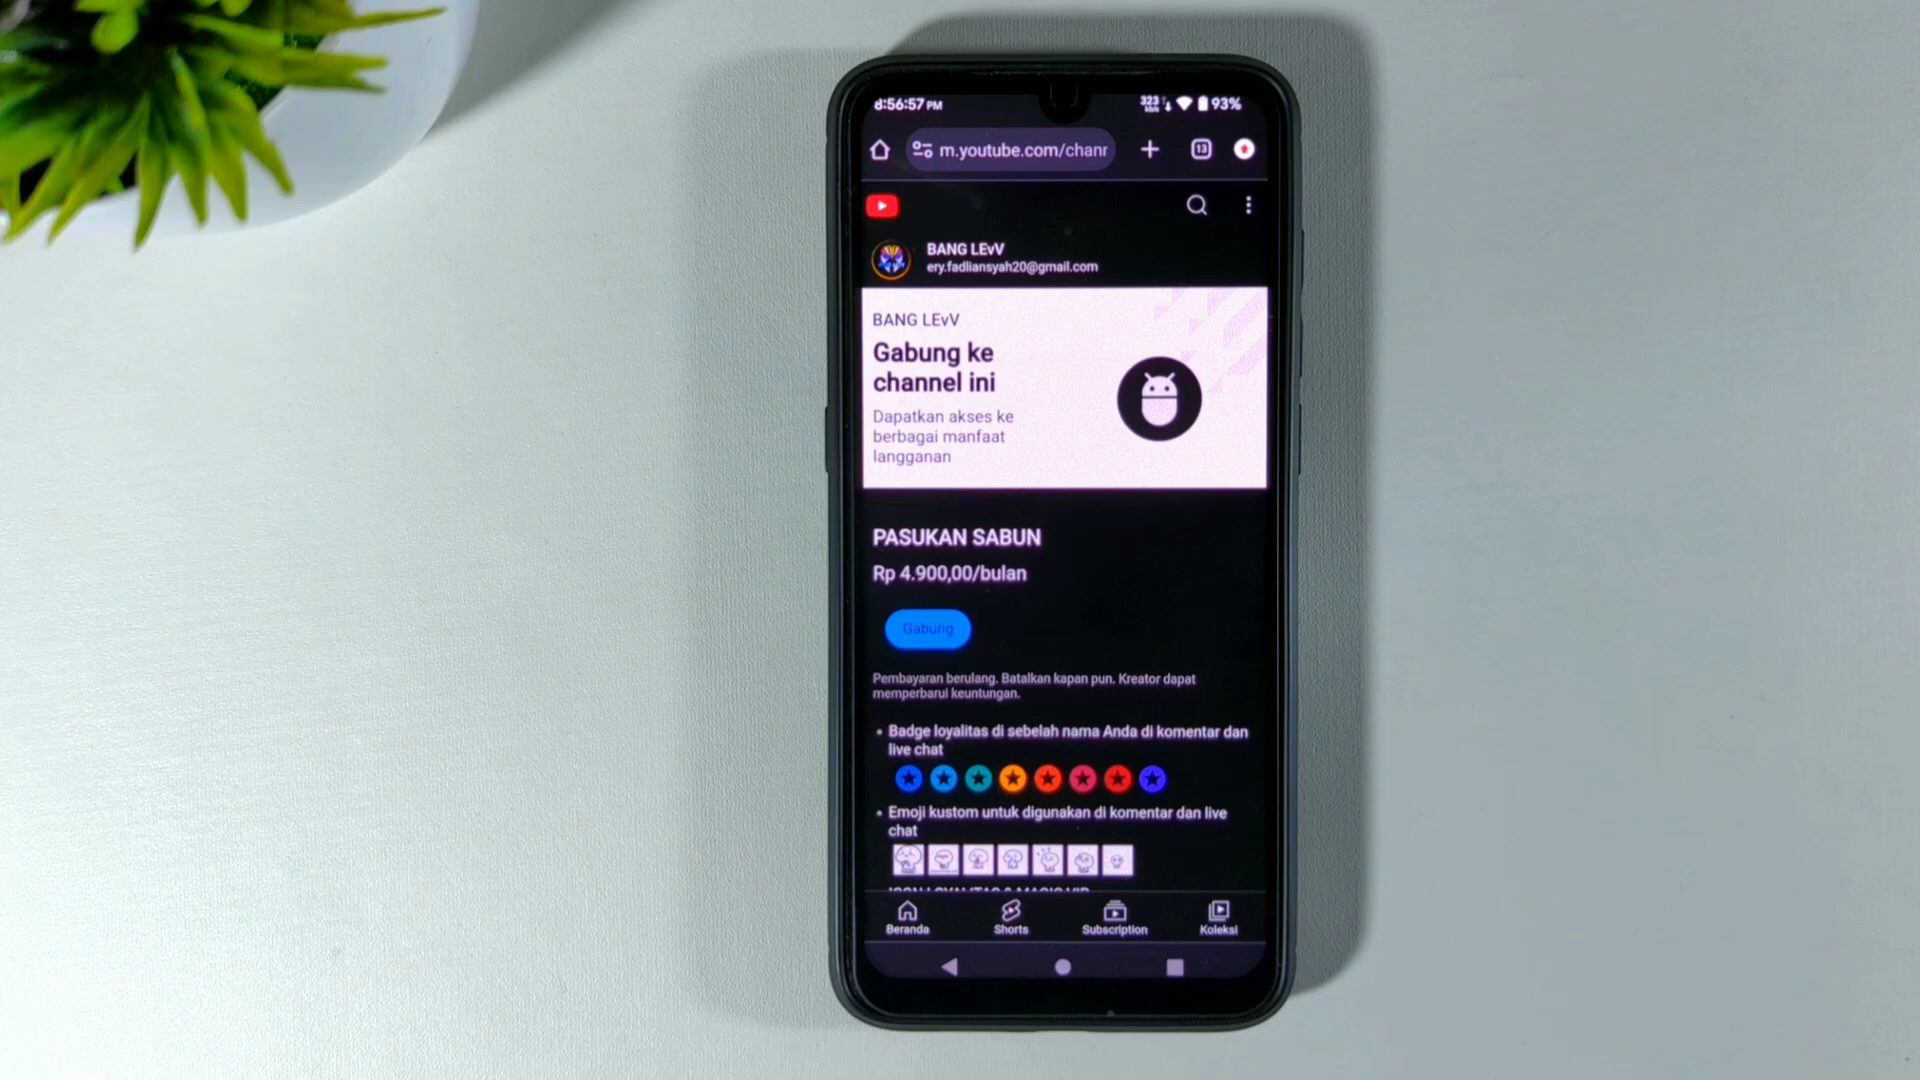 8:56:57 PM
323 kb/s
93%
m.youtube.com/chanr
13
BANG LEvV
ery.fadliansyah20@gmail.com
BANG LEvV
Gabung ke
channel ini
Dapatkan akses ke
berbagai manfaat
langganan
PASUKAN SABUN
Rp 4.900,00/bulan
Gabung
Pembayaran berulang. Batalkan kapan pun. Kreator dapat
memperbarui keuntungan.
• Badge loyalitas di sebelah nama Anda di komentar dan
live chat
• Emoji kustom untuk digunakan di komentar dan live
chat
Beranda
Shorts
Subscription
Koleksi